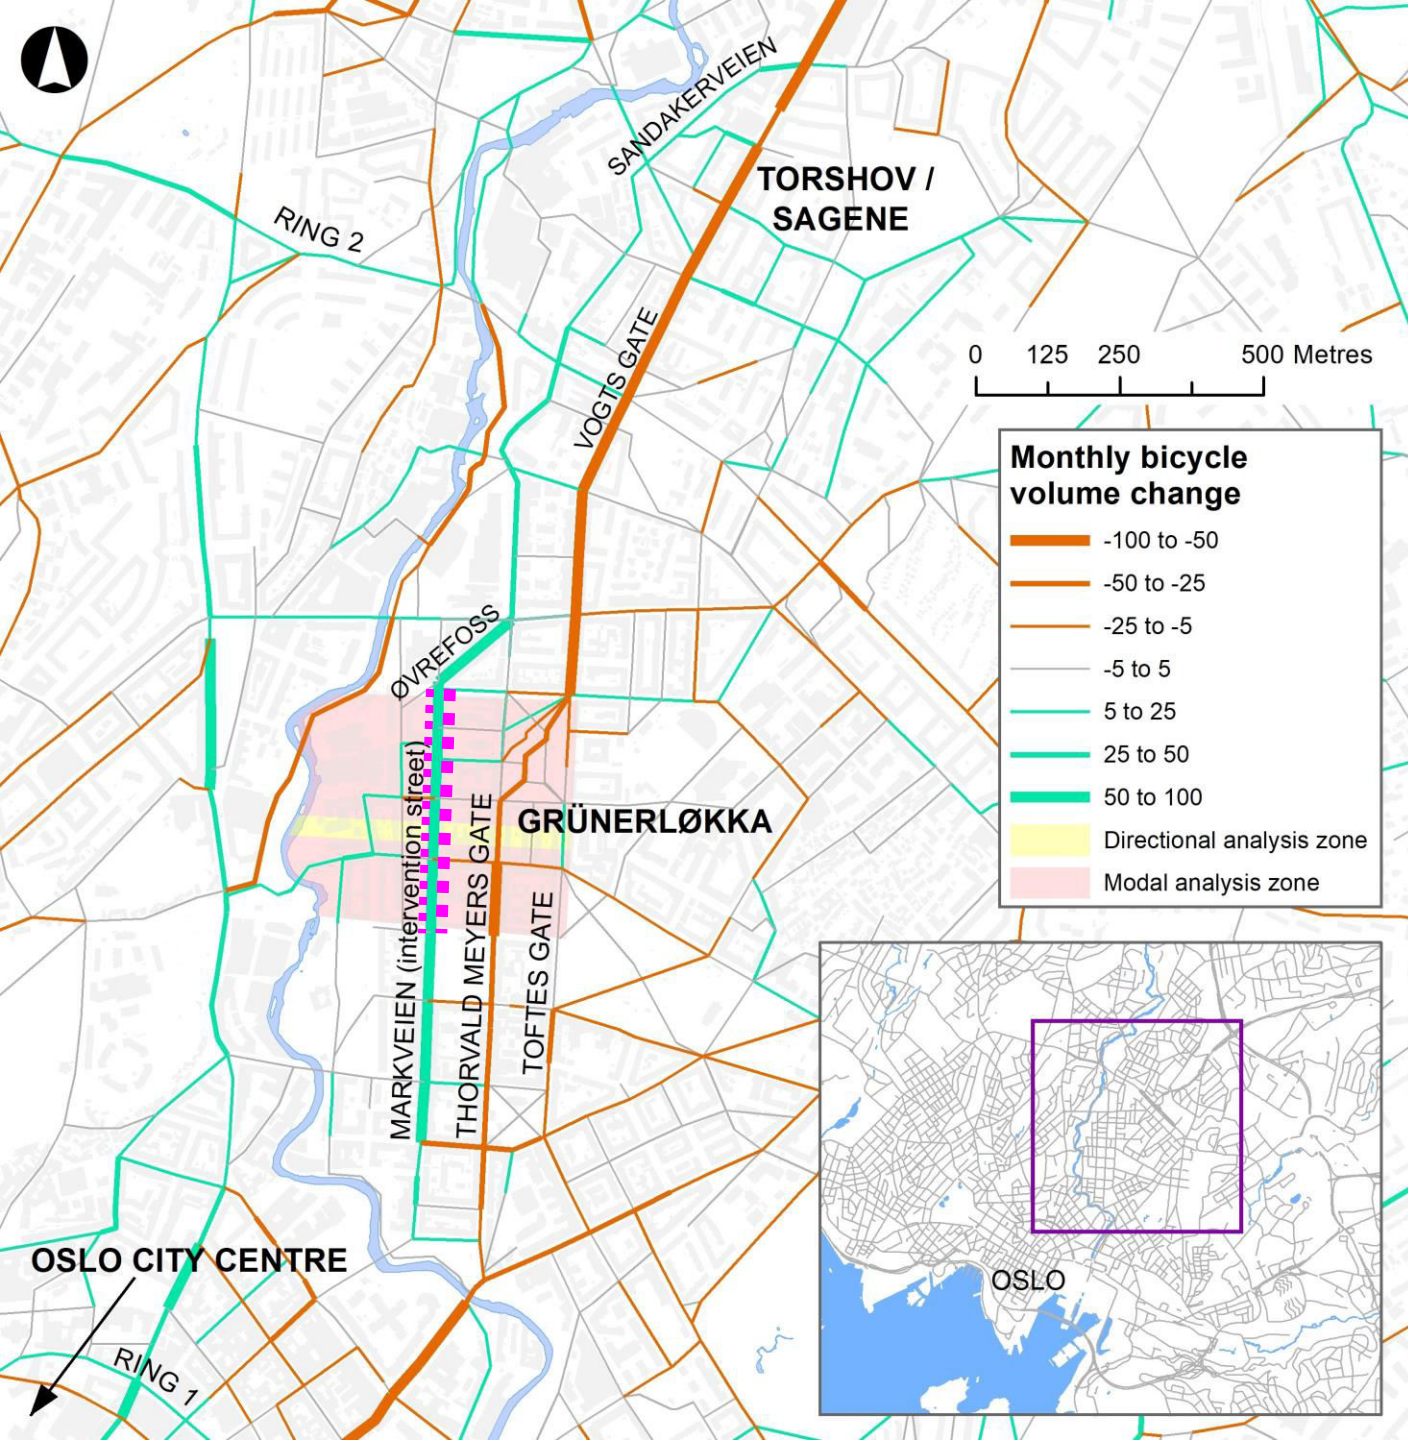 SANDAKERVEIEN
TORSHOV /
SAGENE
RING 2
VOGTS GATE
0 125 250 500 Metres
Monthly bicycle
volume change
-100 to -50
-50 to -25
-25 to -5
-5 to 5
5 to 25
25 to 50
50 to 100
Directional analysis zone
Modal analysis zone
ØVREFOSS
GRÜNERLØKKA
MARKVEIEN (intervention street)
THORVALD MEYERS GATE
TOFTES GATE
OSLO CITY CENTRE
RING 1
OSLO